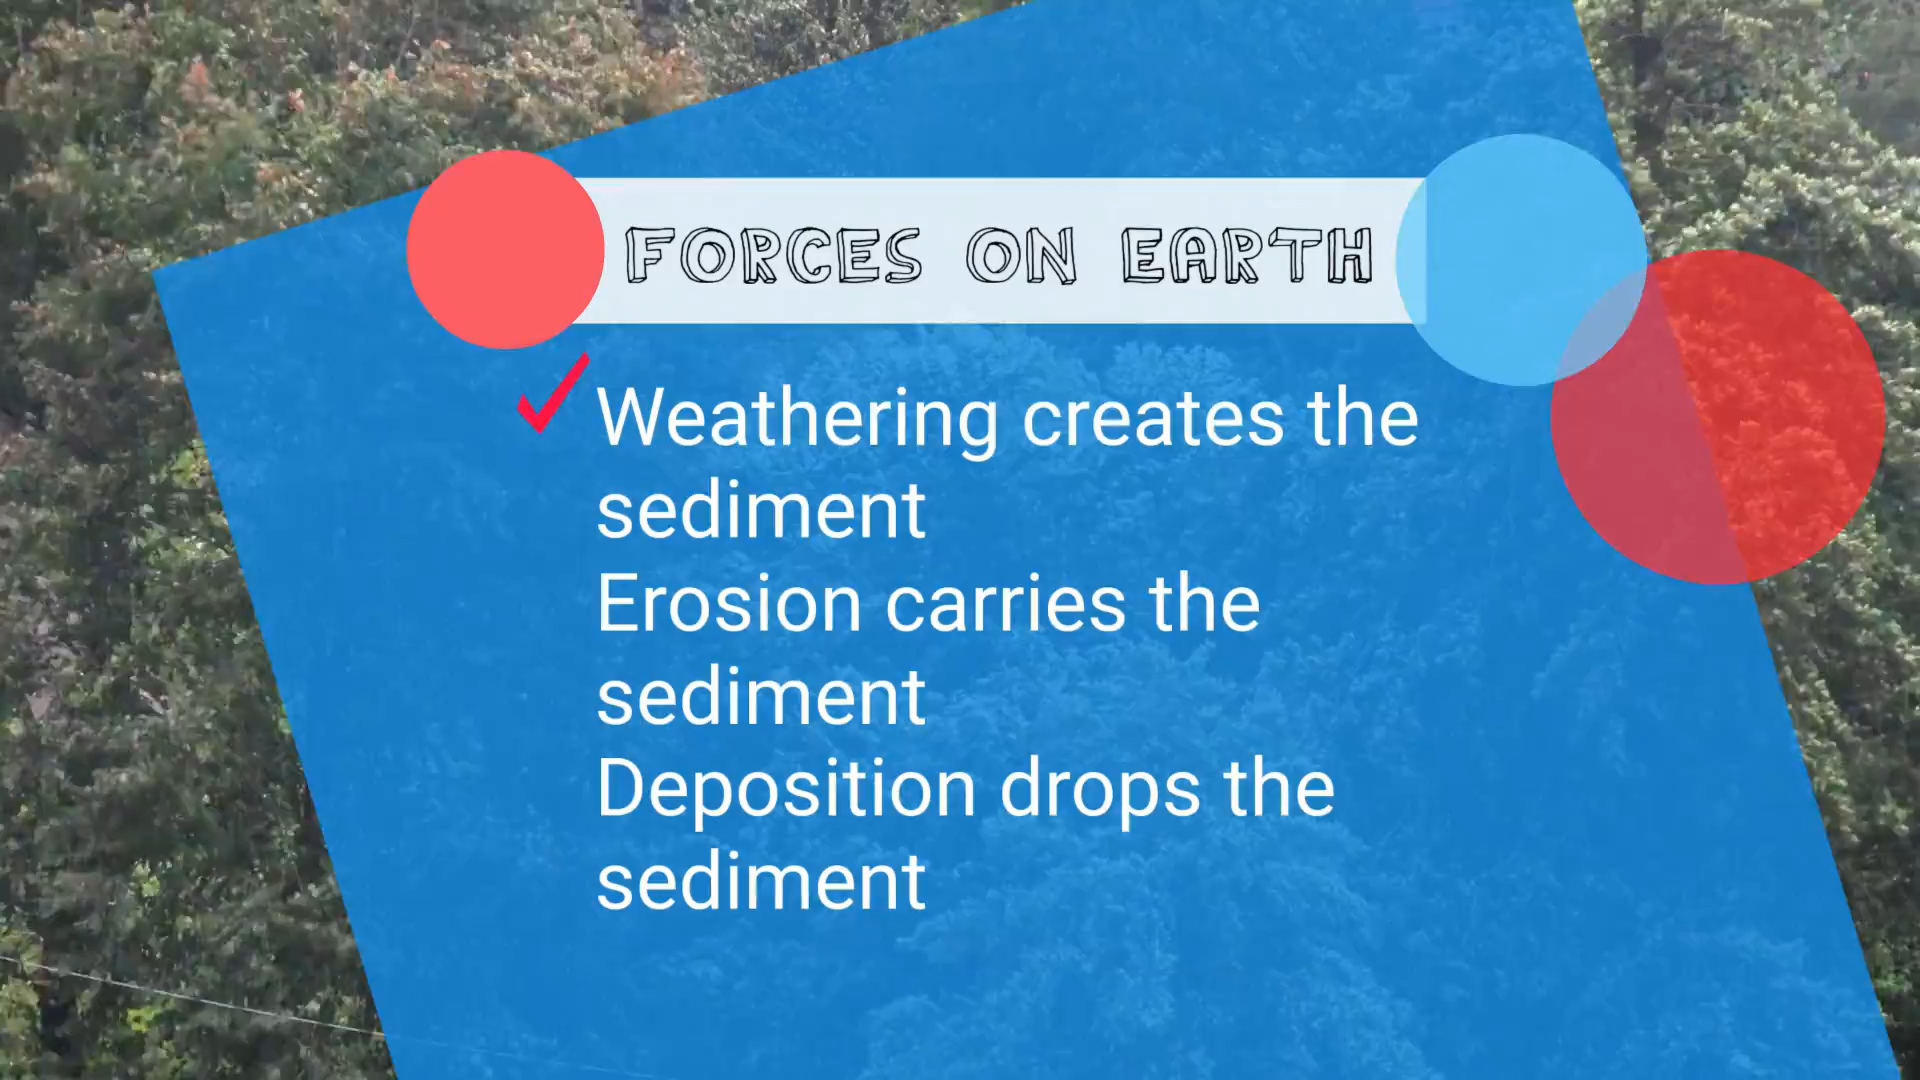 FORCES ON EARTH
Weathering creates the
sediment
Erosion carries the
sediment
Deposition drops the
sediment